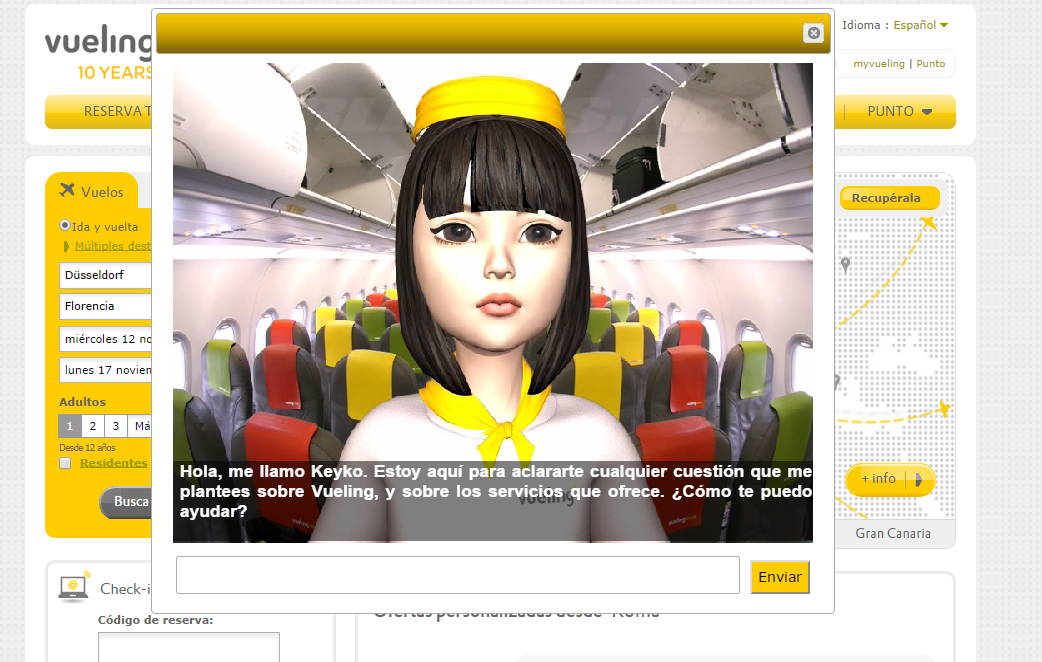 vueling
10 YEARS
Idioma : Español
myvueling | Punto
RESERVA T
PUNTO
Vuelos
Ida y vuelta
Múltiples dest
Düsseldorf
Florencia
miércoles 12 no
lunes 17 noviem
Adultos
1 2 3 Má
Desde 12 años
Residentes
Busca
Recupérala
+ info
Gran Canaria
vueling
Hola, me llamo Keyko. Estoy aquí para aclararte cualquier cuestión que me
plantees sobre Vueling, y sobre los servicios que ofrece. ¿Cómo te puedo
ayudar?
Enviar
Check-i
Código de reserva:
Ofertas personalizadas desde Roma